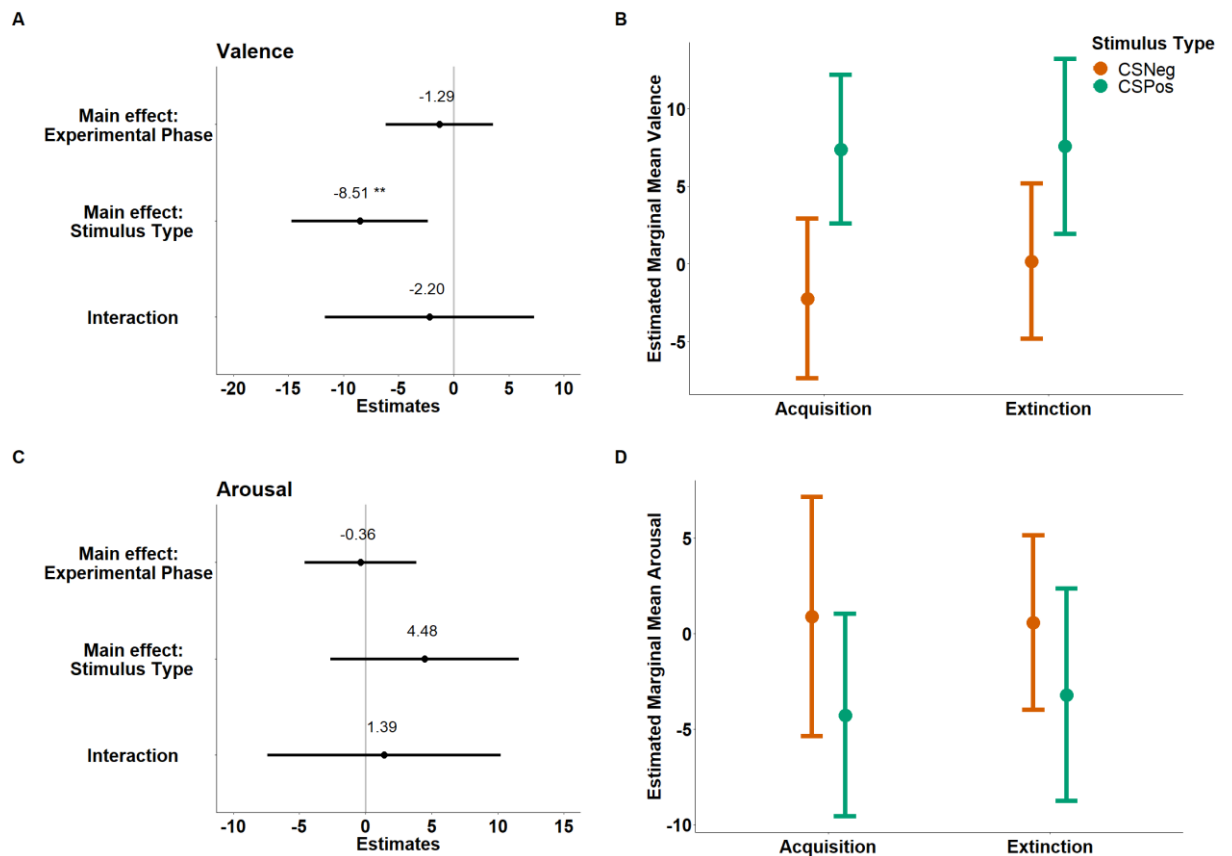 A
Valence
Main effect:
Experimental Phase
-1.29
Main effect:
Stimulus Type
-8.51 **
Interaction
-2.20
-20 -15 -10 -5 0 5 10
Estimates
B
Estimated Marginal Mean Valence
10
5
0
-5
Acquisition Extinction
Stimulus Type
CSNeg
CSPos
C
Arousal
Main effect:
Experimental Phase
-0.36
Main effect:
Stimulus Type
4.48
Interaction
1.39
-10 -5 0 5 10 15
Estimates
D
Estimated Marginal Mean Arousal
5
0
-5
-10
Acquisition Extinction